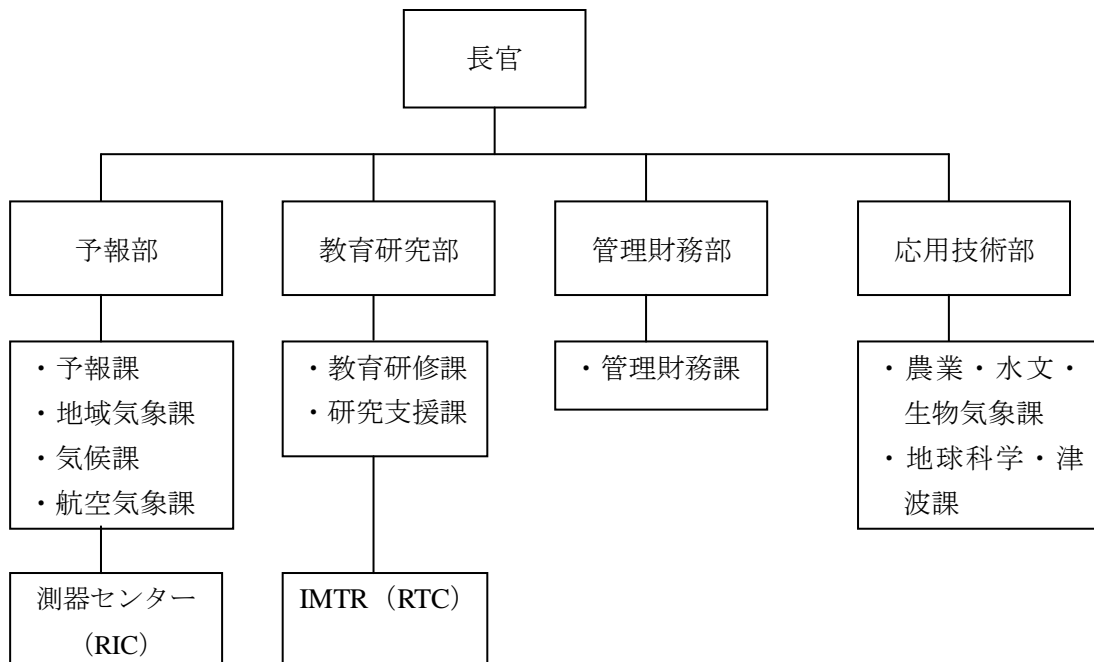 長官
予報部
教育研究部
管理財務部
応用技術部
・予報課
・地域気象課
・気候課
・航空気象課
・教育研修課
・研究支援課
・管理財務課
・農業・水文・
生物気象課
・地球科学・津
波課
測器センター
（RIC）
IMTR（RTC）